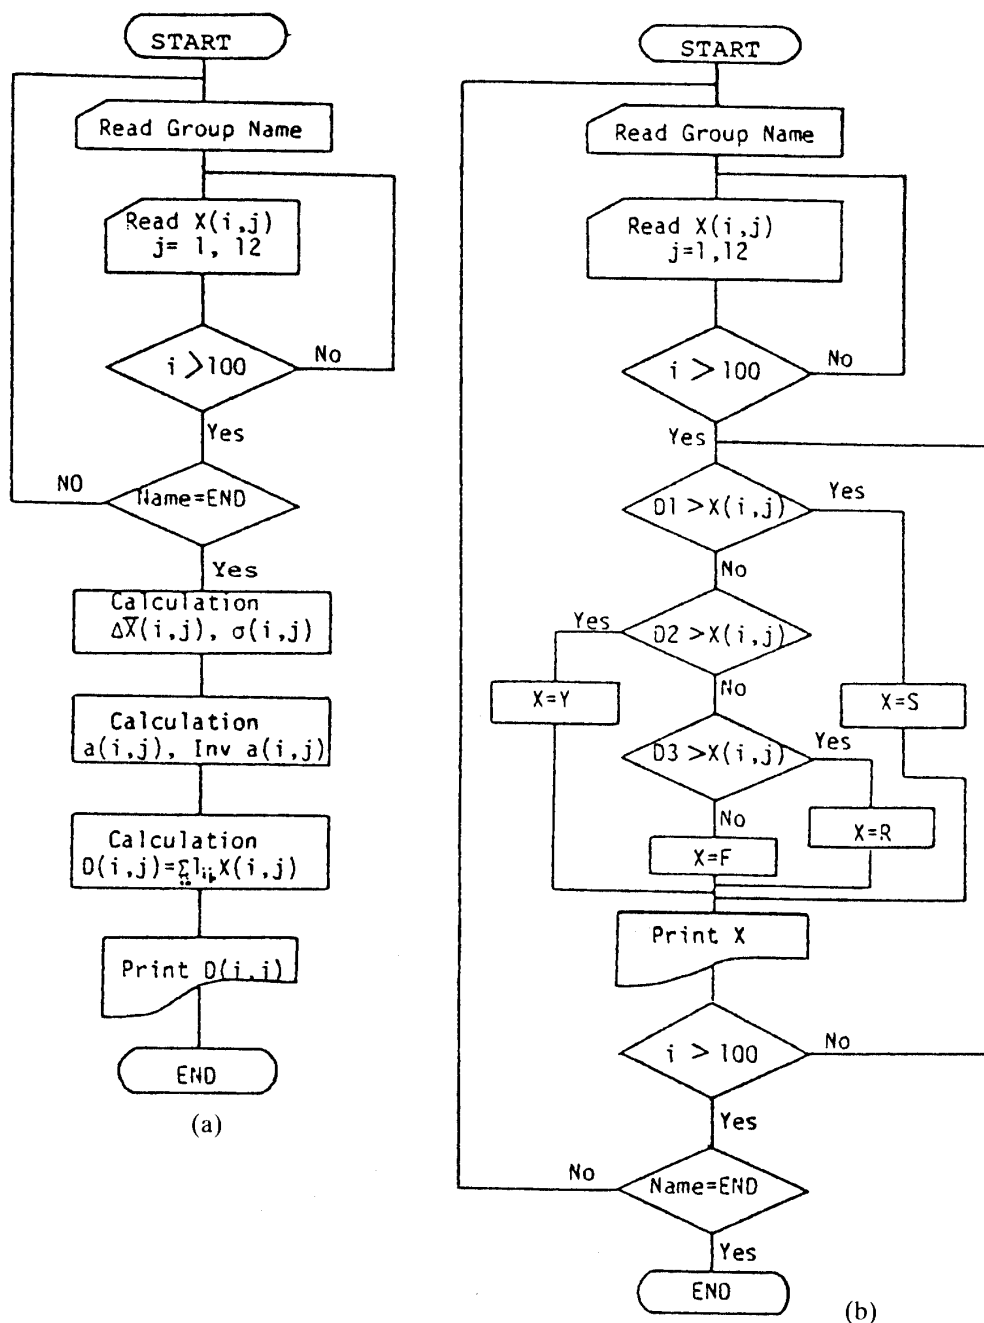 START
Read Group Name
Read X(i,j)
j= 1, 12
i >100
No
Yes
Name=END
NO
Yes
Calculation
ΔX̅(i,j), σ(i,j)
Calculation
a(i,j), Inv a(i,j)
Calculation
Print D(i,j)
END
(a)
START
Read Group Name
Read X(i,j)
j=1,12
i > 100
No
Yes
D1 >X(i,j)
Yes
No
D2 >X(i,j)
Yes
No
X=Y
X=S
D3 >X(i,j)
Yes
No
X=R
X=F
Print X
i > 100
No
Yes
Name=END
No
Yes
END
(b)